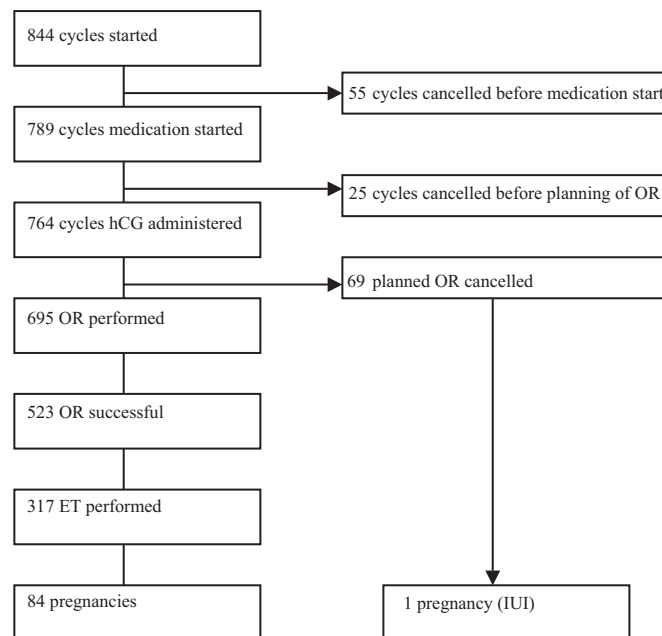 844 cycles started
55 cycles cancelled before medication start
789 cycles medication started
25 cycles cancelled before planning of OR
764 cycles hCG administered
69 planned OR cancelled
695 OR performed
523 OR successful
317 ET performed
84 pregnancies
1 pregnancy (IUI)